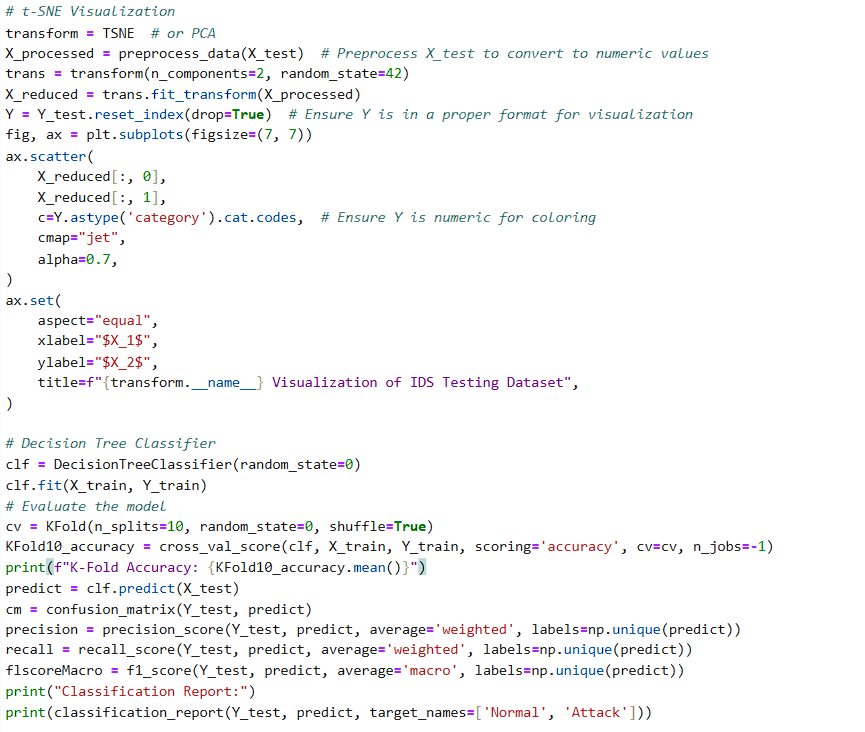 # t-SNE Visualization
transform = TSNE  # or PCA
X_processed = preprocess_data(X_test)  # Preprocess X_test to convert to numeric values
trans = transform(n_components=2, random_state=42)
X_reduced = trans.fit_transform(X_processed)
Y = Y_test.reset_index(drop=True)  # Ensure Y is in a proper format for visualization
fig, ax = plt.subplots(figsize=(7, 7))
ax.scatter(
    X_reduced[:, 0],
    X_reduced[:, 1],
    c=Y.astype('category').cat.codes,  # Ensure Y is numeric for coloring
    cmap="jet",
    alpha=0.7,
)
ax.set(
    aspect="equal",
    xlabel="$X_1$",
    ylabel="$X_2$",
    title=f"{transform.__name__} Visualization of IDS Testing Dataset",
)

# Decision Tree Classifier
clf = DecisionTreeClassifier(random_state=0)
clf.fit(X_train, Y_train)
# Evaluate the model
cv = KFold(n_splits=10, random_state=0, shuffle=True)
KFold10_accuracy = cross_val_score(clf, X_train, Y_train, scoring='accuracy', cv=cv, n_jobs=-1)
print(f"K-Fold Accuracy: {KFold10_accuracy.mean()}")
predict = clf.predict(X_test)
cm = confusion_matrix(Y_test, predict)
precision = precision_score(Y_test, predict, average='weighted', labels=np.unique(predict))
recall = recall_score(Y_test, predict, average='weighted', labels=np.unique(predict))
f1scoreMacro = f1_score(Y_test, predict, average='macro', labels=np.unique(predict))
print("Classification Report:")
print(classification_report(Y_test, predict, target_names=['Normal', 'Attack']))